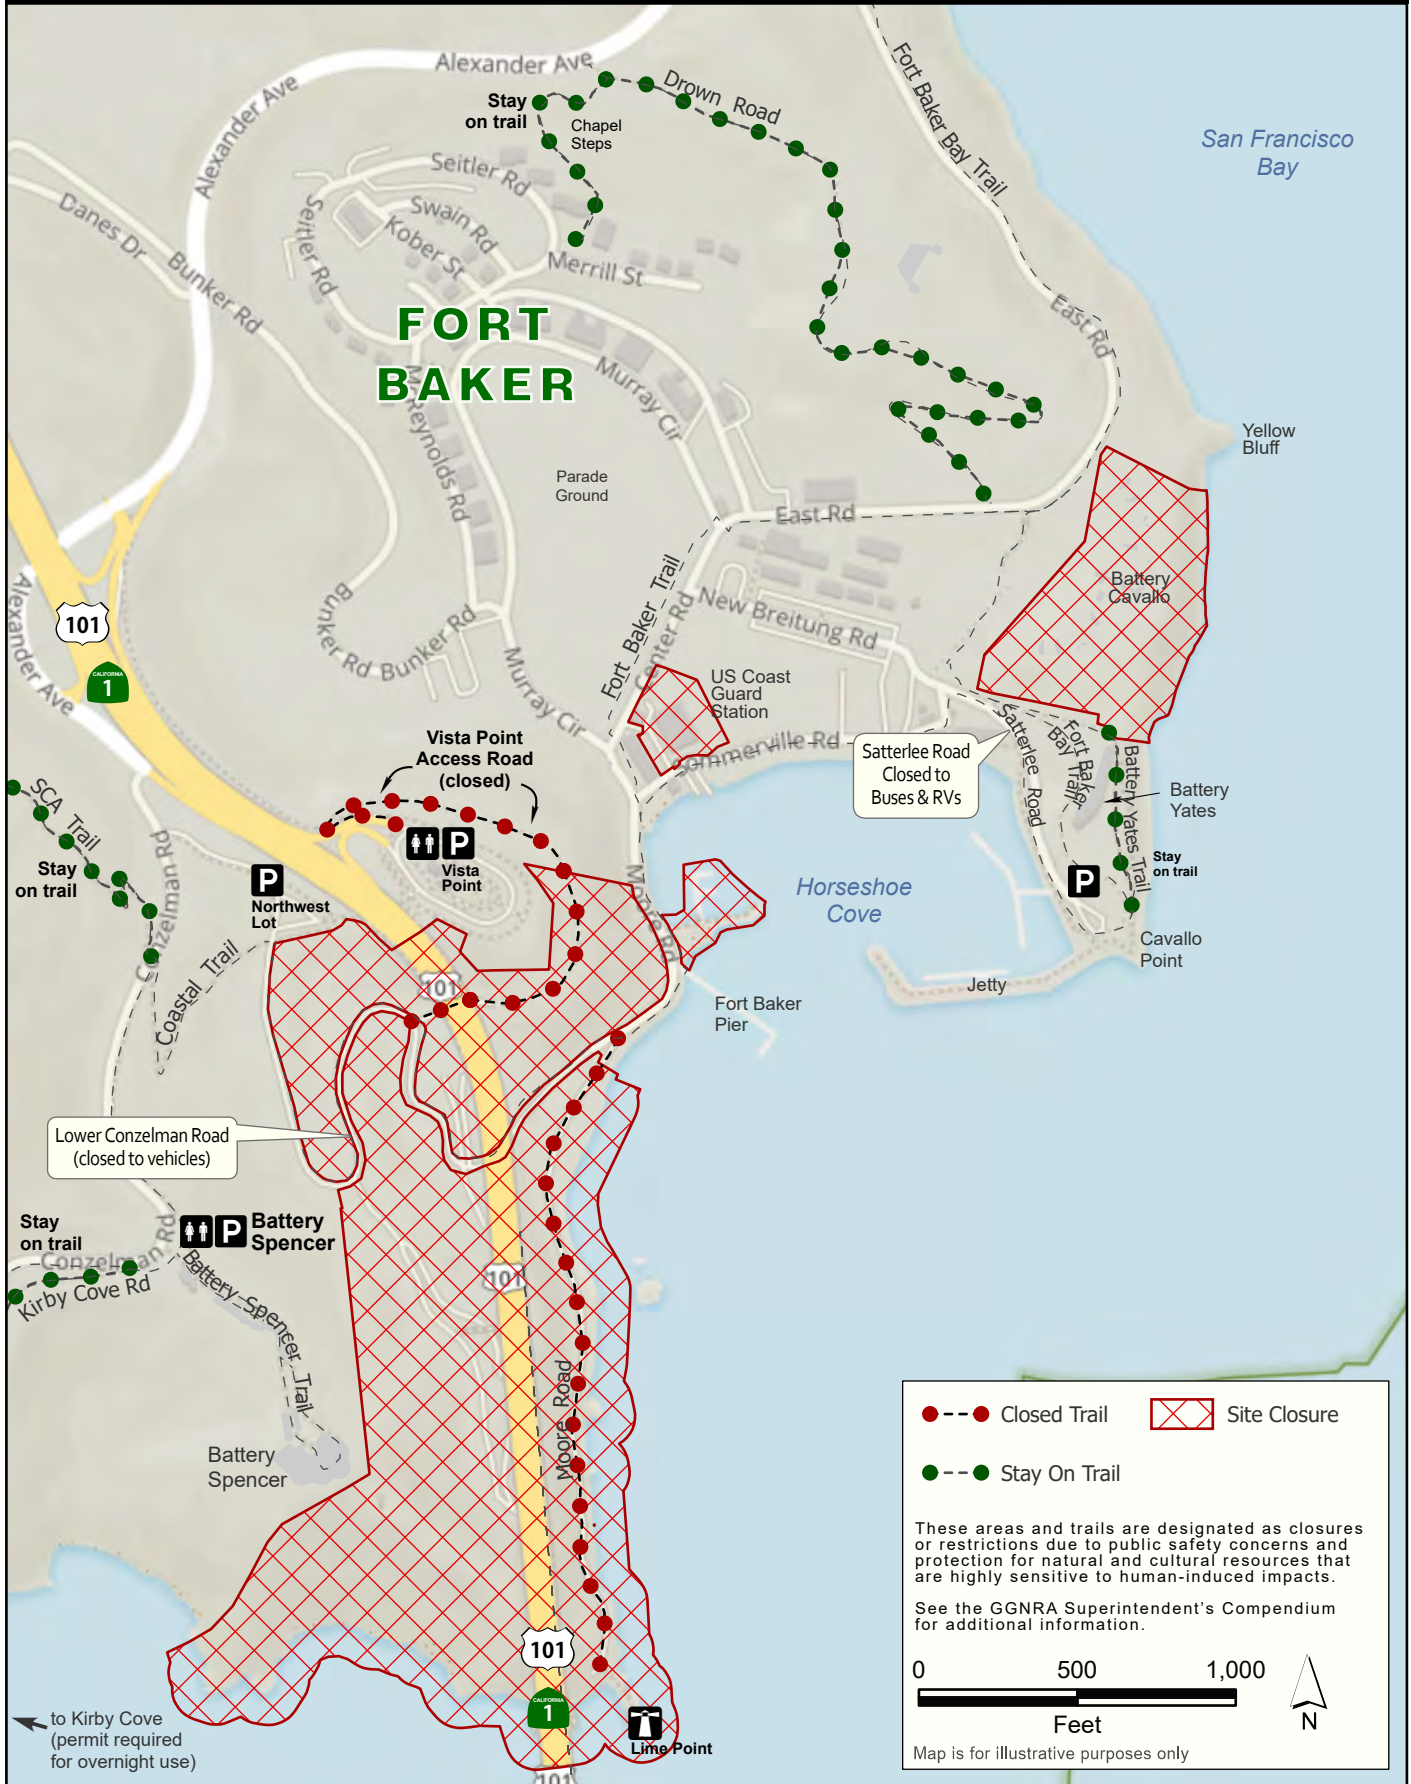 Alexander Ave
Alexander Ave
Stay
on trail
Chapel
Steps
Drown Road
Fort Baker Bay Trail
San Francisco
Bay
Seitler Rd
Seitler Rd
Swain Rd
Kober St
Merrill St
Danes Dr
Bunker Rd
FORT
BAKER
East Rd
McReynolds Rd
Murray Cir
Parade
Ground
Yellow
Bluff
East Rd
Battery
Cavallo
Alexander Ave
101
CALIFORNIA
1
Bunker Rd
Bunker Rd
Fort Baker Trail
Center Rd
New Breitung Rd
Murray Cir
US Coast
Guard
Station
Sommerville Rd
Vista Point
Access Road
(closed)
Satterlee Road
Closed to
Buses & RVs
Satterlee Road
Fort Baker
Bay Trail
Battery Yates Trail
Battery
Yates
Stay
on trail
SCA Trail
Stay
on trail
Conzelman Rd
P
Northwest
Lot
P
Vista
Point
Moore Rd
Horseshoe
Cove
P
Cavallo
Point
Jetty
Coastal Trail
101
Fort Baker
Pier
Lower Conzelman Road
(closed to vehicles)
Stay
on trail
P
Battery
Spencer
Conzelman Rd
Kirby Cove Rd
Battery Spencer Trail
101
Moore Road
Battery
Spencer
101
CALIFORNIA
1
Lime Point
101
to Kirby Cove
(permit required
for overnight use)
Closed Trail
Site Closure
Stay On Trail
These areas and trails are designated as closures
or restrictions due to public safety concerns and
protection for natural and cultural resources that
are highly sensitive to human-induced impacts.
See the GGNRA Superintendent's Compendium
for additional information.
0 500 1,000
Feet
N
Map is for illustrative purposes only